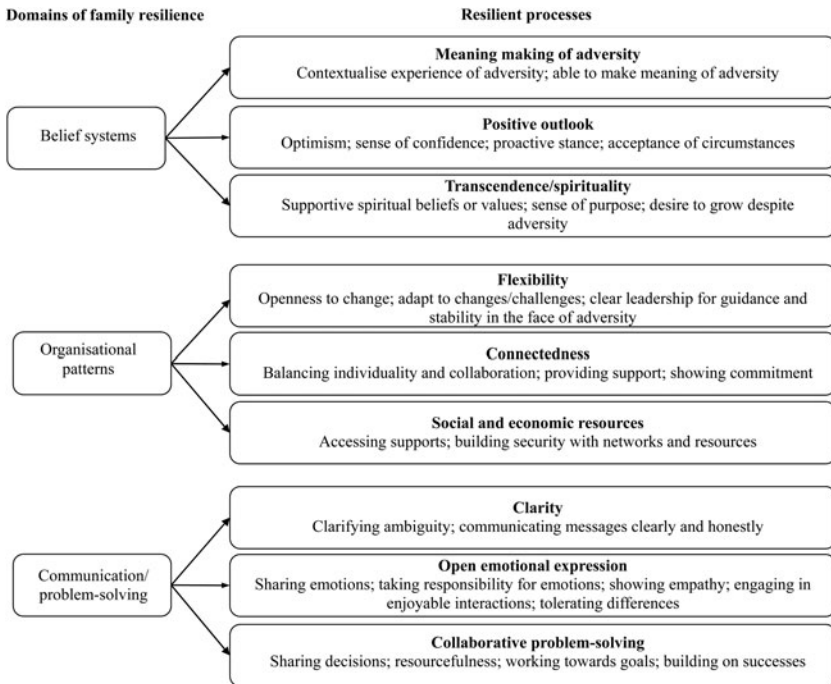 Domains of family resilience
Resilient processes
Belief systems
Meaning making of adversity
Contextualise experience of adversity; able to make meaning of adversity
Positive outlook
Optimism; sense of confidence; proactive stance; acceptance of circumstances
Transcendence/spirituality
Supportive spiritual beliefs or values; sense of purpose; desire to grow despite
adversity
Organisational
patterns
Flexibility
Openness to change; adapt to changes/challenges; clear leadership for guidance and
stability in the face of adversity
Connectedness
Balancing individuality and collaboration; providing support; showing commitment
Social and economic resources
Accessing supports; building security with networks and resources
Communication/
problem-solving
Clarity
Clarifying ambiguity; communicating messages clearly and honestly
Open emotional expression
Sharing emotions; taking responsibility for emotions; showing empathy; engaging in
enjoyable interactions; tolerating differences
Collaborative problem-solving
Sharing decisions; resourcefulness; working towards goals; building on successes